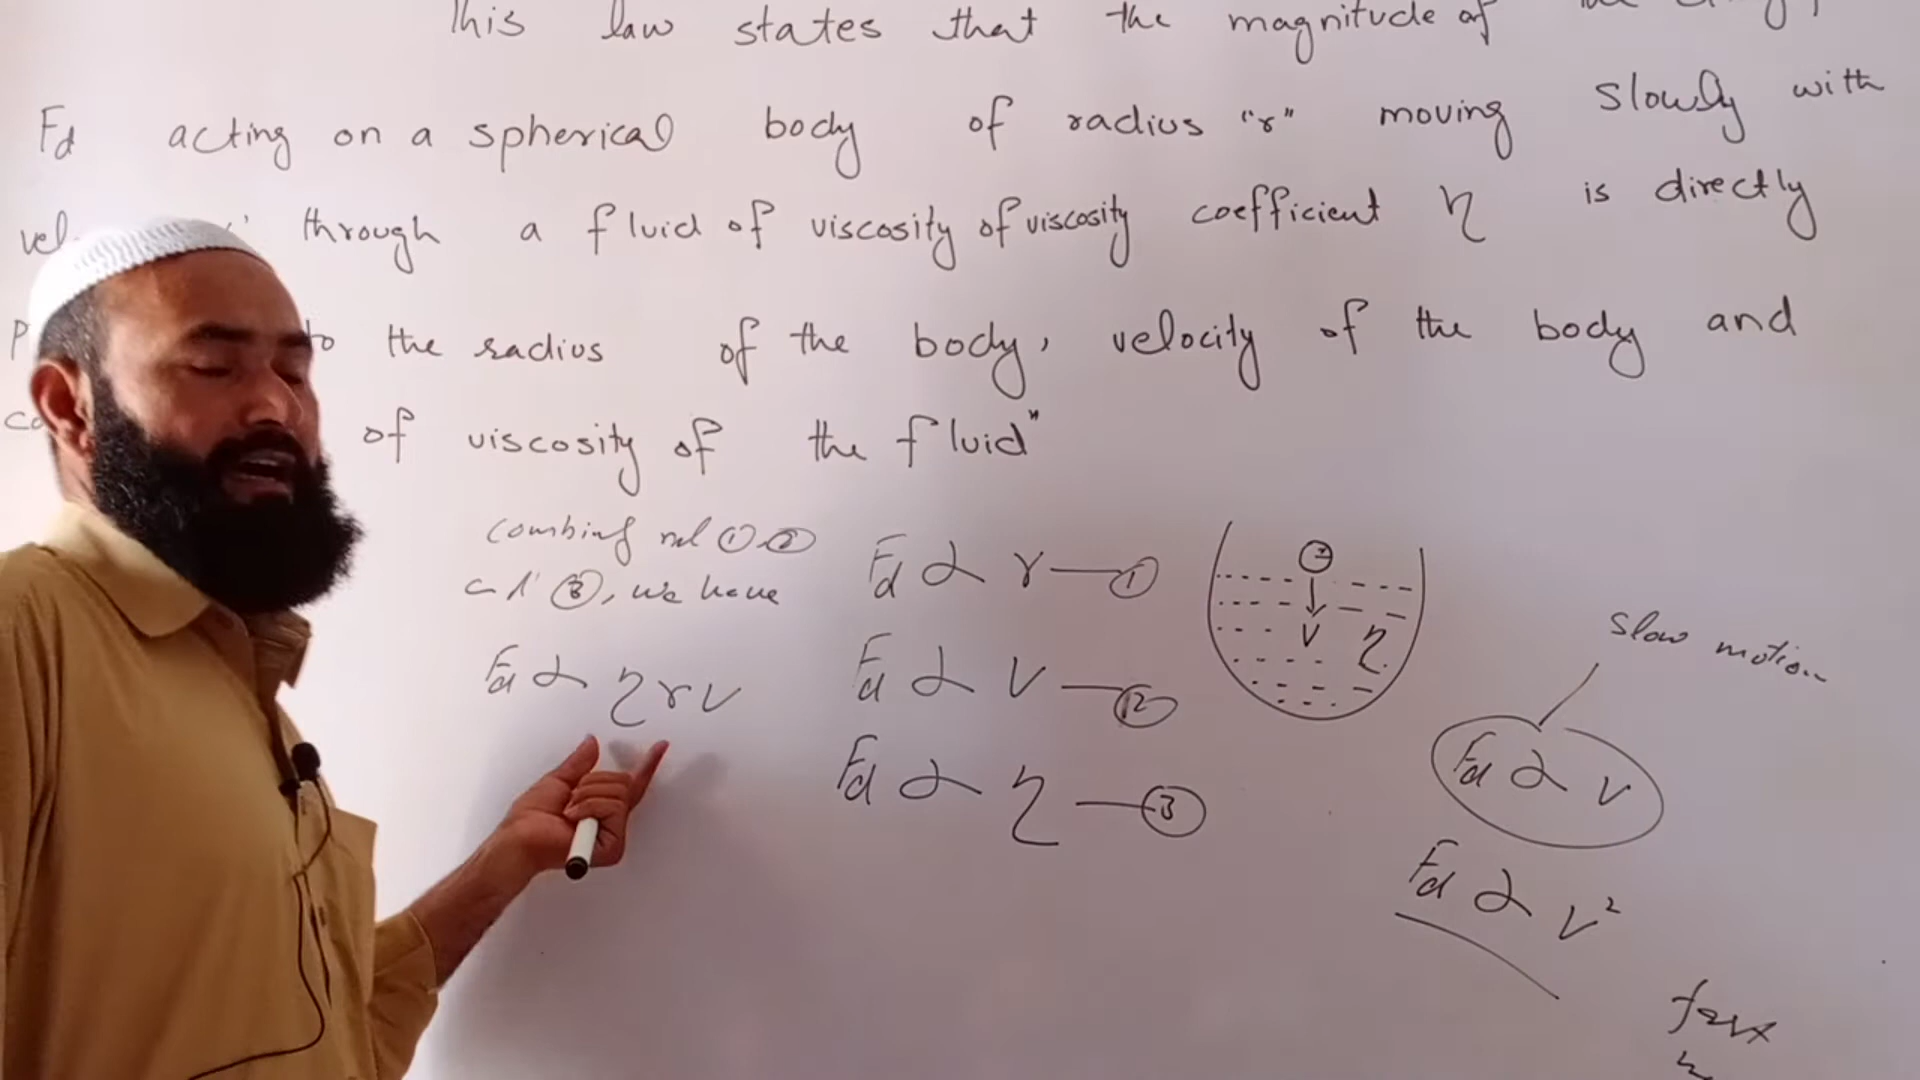 This law states that the magnitude of
Fd acting on a spherical body of radius "r" moving slowly with
vel through a fluid of viscosity of viscosity coefficient η is directly
P to the radius of the body, velocity of the body and
co of viscosity of the fluid"
combinf rel ① ②
and ③, we have
Fd α η r v
Fd α r — ①
Fd α v — ②
Fd α η — ③
r
v η
slow motion
Fd α v
Fd α v²